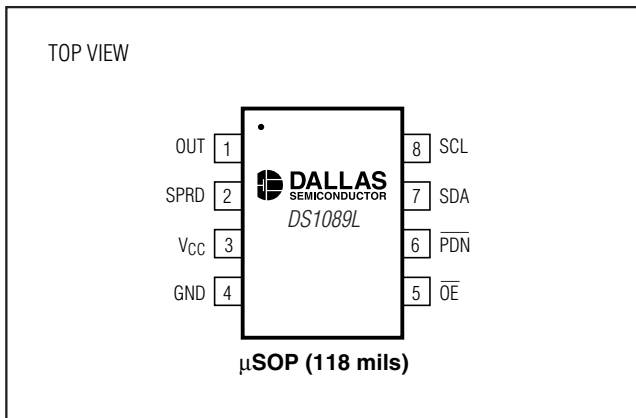 TOP VIEW
OUT 1
SPRD 2
VCC 3
GND 4
DALLAS
SEMICONDUCTOR
DS1089L
8 SCL
7 SDA
6 PDN
5 OE
µSOP (118 mils)